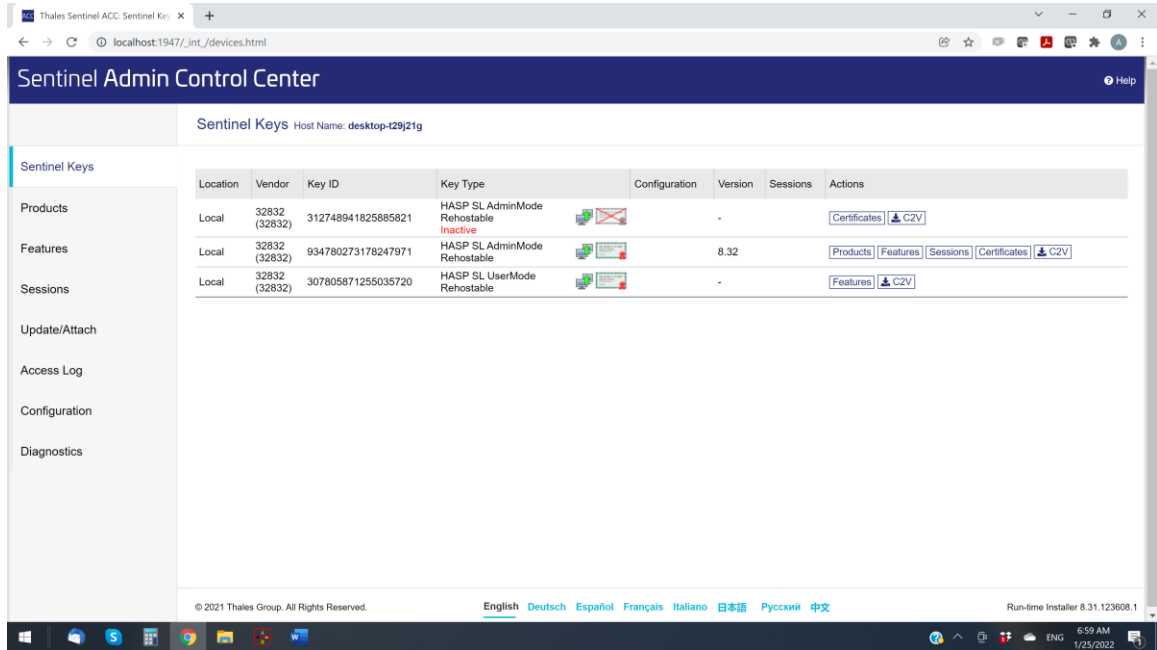 ACC Thales Sentinel ACC: Sentinel Key
localhost:1947/_int_/devices.html
A
Sentinel Admin Control Center
Help
Sentinel Keys Host Name: desktop-t29j21g
Sentinel Keys
Products
Features
Sessions
Update/Attach
Access Log
Configuration
Diagnostics
Location Vendor Key ID Key Type Configuration Version Sessions Actions
Local 32832 (32832) 312748941825885821 HASP SL AdminMode Rehostable Inactive - Certificates C2V
Local 32832 (32832) 934780273178247971 HASP SL AdminMode Rehostable 8.32 Products Features Sessions Certificates C2V
Local 32832 (32832) 307805871255035720 HASP SL UserMode Rehostable - Features C2V
© 2021 Thales Group. All Rights Reserved.
English Deutsch Español Français Italiano 日本語 Русский 中文
Run-time Installer 8.31.123608.1
ENG
6:59 AM
1/25/2022